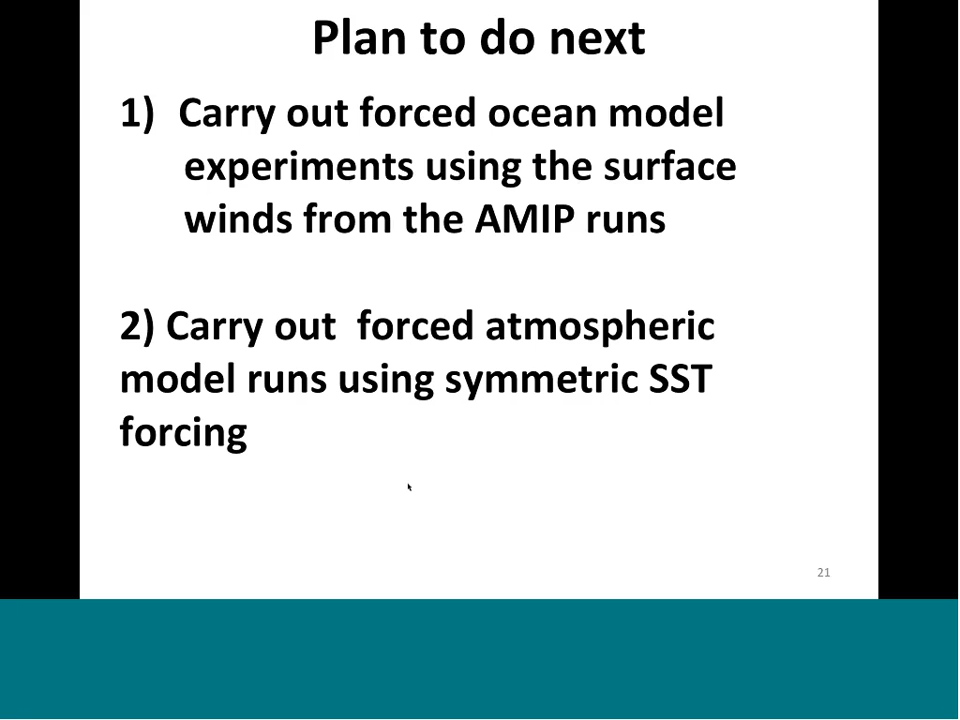 Plan to do next
1) Carry out forced ocean model
experiments using the surface
winds from the AMIP runs
2) Carry out  forced atmospheric
model runs using symmetric SST
forcing
21